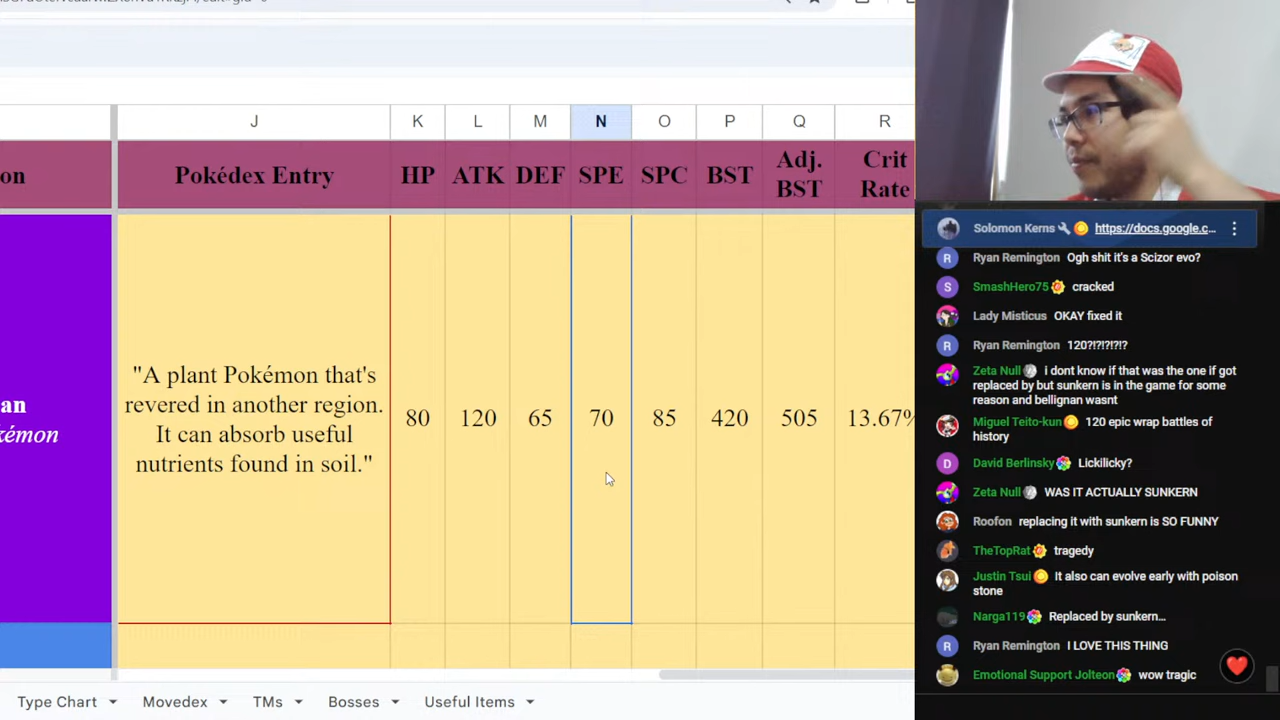 J K L M N O P Q R
on Pokédex Entry HP ATK DEF SPE SPC BST Adj. BST Crit Rate
"A plant Pokémon that's
revered in another region.
It can absorb useful
nutrients found in soil."
an
kémon
80 120 65 70 85 420 505 13.67%
Type Chart Movedex TMs Bosses Useful Items
Solomon Kerns https://docs.google.c...
Ryan Remington Ogh shit it's a Scizor evo?
SmashHero75 cracked
Lady Misticus OKAY fixed it
Ryan Remington 120?!?!?!?!?
Zeta Null i dont know if that was the one if got
replaced by but sunkern is in the game for some
reason and bellignan wasnt
Miguel Teito-kun 120 epic wrap battles of
history
David Berlinsky Lickilicky?
Zeta Null WAS IT ACTUALLY SUNKERN
Roofon replacing it with sunkern is SO FUNNY
TheTopRat tragedy
Justin Tsui It also can evolve early with poison
stone
Narga119 Replaced by sunkern...
Ryan Remington I LOVE THIS THING
Emotional Support Jolteon wow tragic